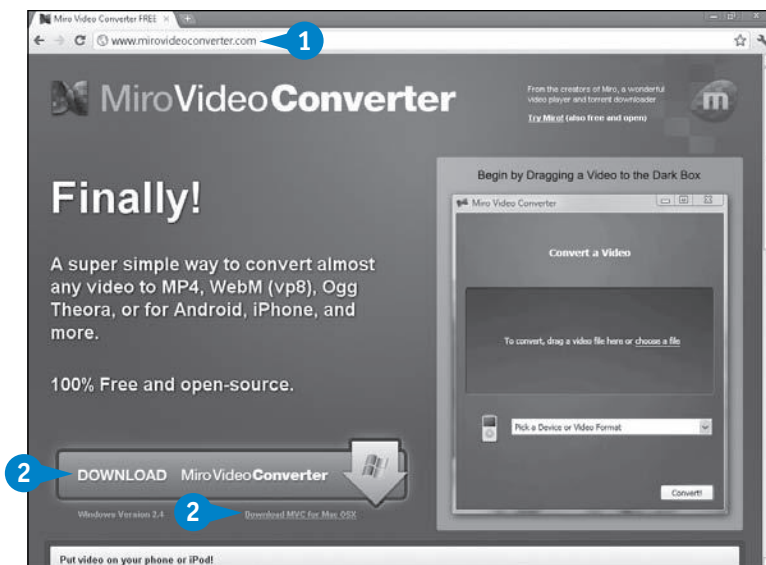 Miro Video Converter FREE
www.mirovideoconverter.com
1
MiroVideoConverter
From the creators of Miro, a wonderful
video player and torrent downloader
Try Miro! (also free and open)
m
Finally!
A super simple way to convert almost
any video to MP4, WebM (vp8), Ogg
Theora, or for Android, iPhone, and
more.
100% Free and open-source.
Begin by Dragging a Video to the Dark Box
Miro Video Converter
Convert a Video
To convert, drag a video file here or choose a file
Pick a Device or Video Format
Convert!
2
DOWNLOAD MiroVideoConverter
Windows Version 2.4
2
Download MVC for Mac OSX
Put video on your phone or iPod!